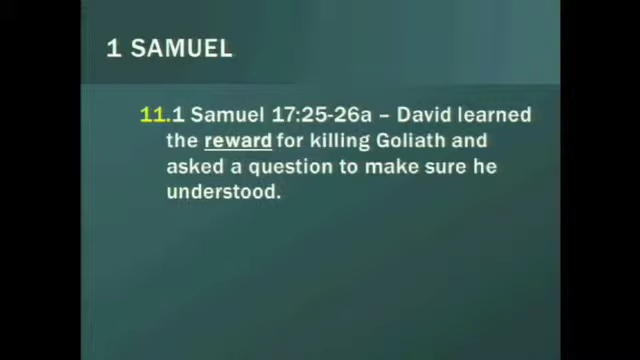 1 SAMUEL
11.1 Samuel 17:25-26a – David learned
the reward for killing Goliath and
asked a question to make sure he
understood.